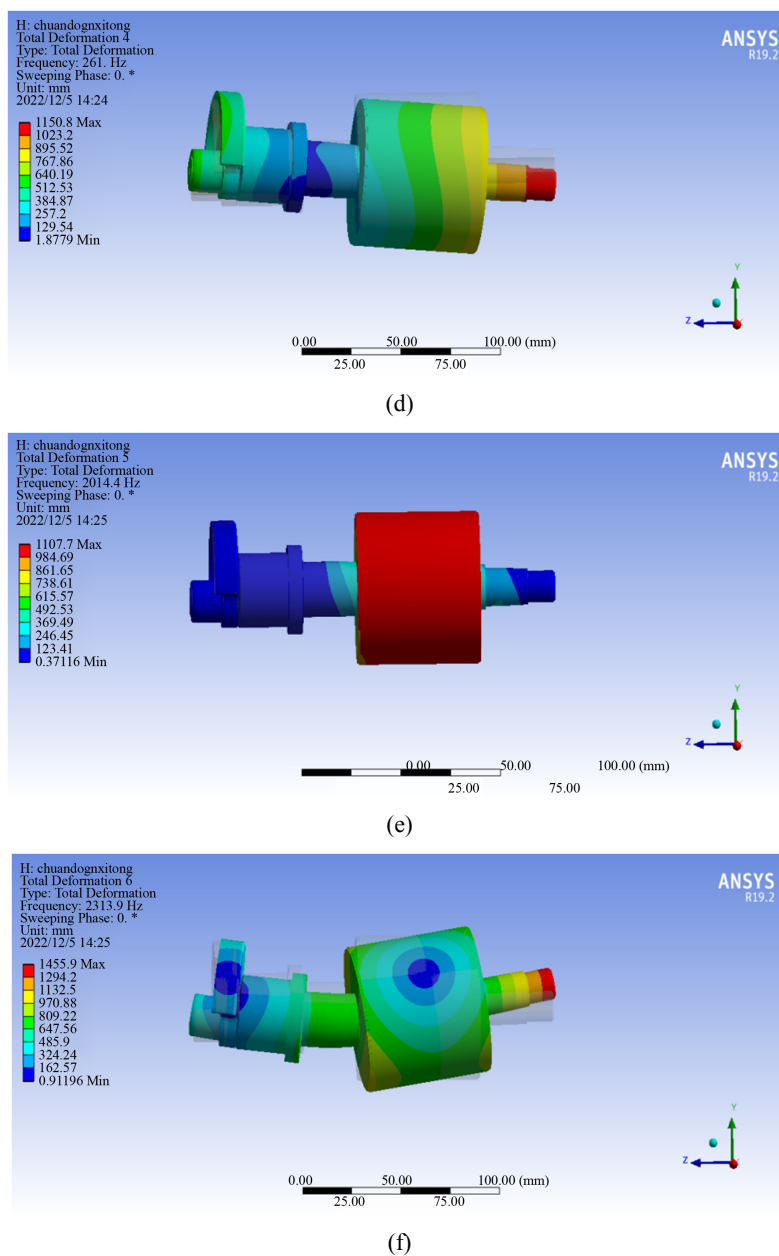 H: chuandognxitong
Total Deformation 4
Type: Total Deformation
Frequency: 261. Hz
Sweeping Phase: 0. °
Unit: mm
2022/12/5 14:24
ANSYS
R19.2
1150.8 Max
1023.2
895.52
767.86
640.19
512.53
384.87
257.2
129.54
1.8779 Min
Y
Z
0.00 50.00 100.00 (mm)
25.00 75.00
(d)
H: chuandognxitong
Total Deformation 5
Type: Total Deformation
Frequency: 2014.4 Hz
Sweeping Phase: 0. °
Unit: mm
2022/12/5 14:25
ANSYS
R19.2
1107.7 Max
984.69
861.65
738.61
615.57
492.53
369.49
246.45
123.41
0.37116 Min
Y
Z
0.00 50.00 100.00 (mm)
25.00 75.00
(e)
H: chuandognxitong
Total Deformation 6
Type: Total Deformation
Frequency: 2313.9 Hz
Sweeping Phase: 0. °
Unit: mm
2022/12/5 14:25
ANSYS
R19.2
1455.9 Max
1294.2
1132.5
970.88
809.22
647.56
485.9
324.24
162.57
0.91196 Min
Y
Z
0.00 50.00 100.00 (mm)
25.00 75.00
(f)